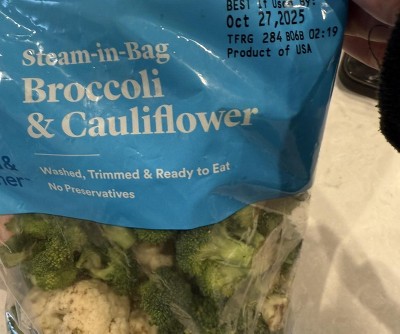 BEST if Used By:
Oct 27,2025
TFRG 284 B06B 02:19
Product of USA
Steam-in-Bag
Broccoli
& Cauliflower
&
Washed, Trimmed & Ready to Eat
No Preservatives